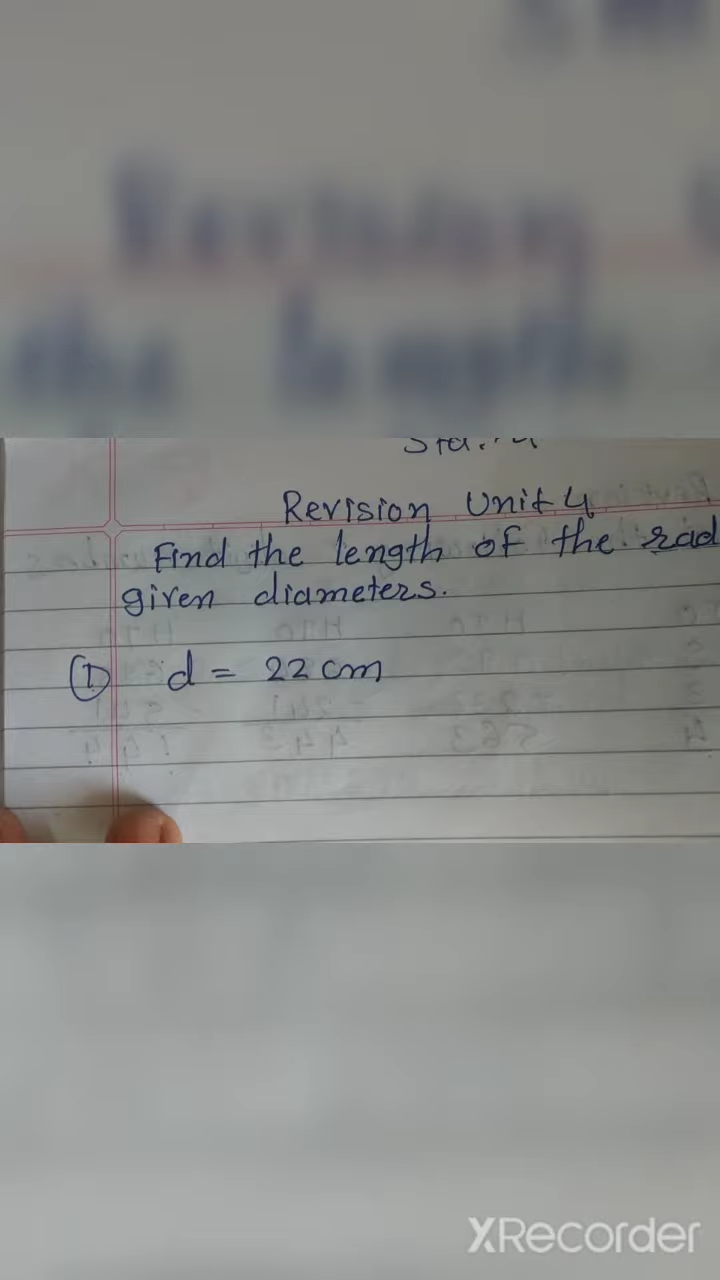 Revision Unit 4
Find the length of the rad
given diameters.
① d = 22 cm
XRecorder